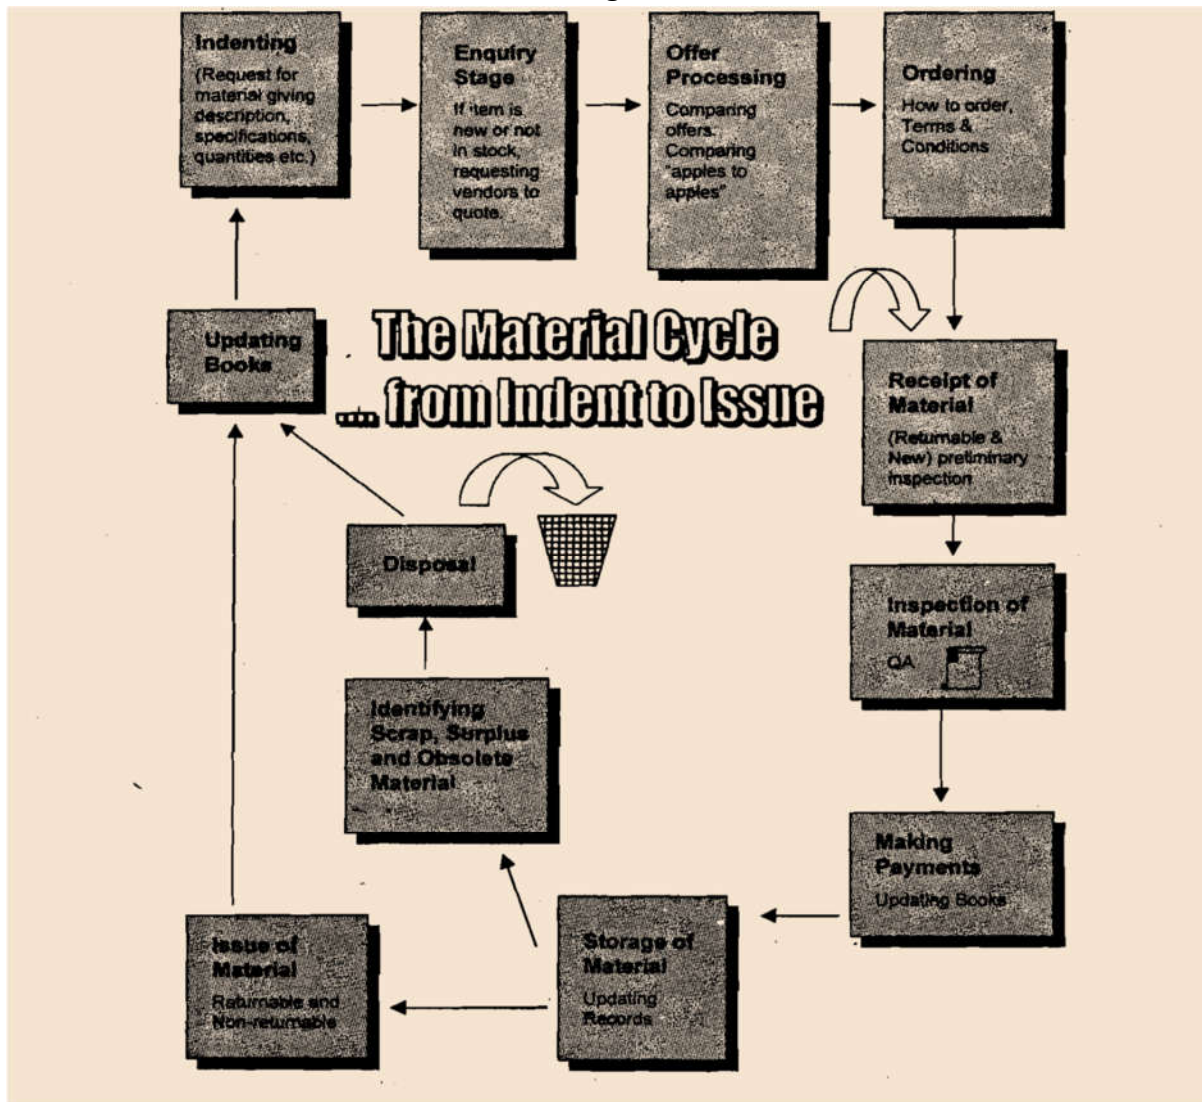 Indenting
(Request for
material giving
description,
specifications,
quantities etc.)
Enquiry
Stage
If item is
new or not
in stock,
requesting
vendors to
quote.
Offer
Processing
Comparing
offers.
Comparing
"apples to
apples"
Ordering
How to order,
Terms &
Conditions
Updating
Books
The Material Cycle
.... from Indent to Issue
Receipt of
Material
(Returnable &
New) preliminary
inspection
Disposal
Inspection of
Material
QA
Identifying
Scrap, Surplus
and Obsolete
Material
Making
Payments
Updating Books
Issue of
Material
Returnable and
Non-returnable
Storage of
Material
Updating
Records